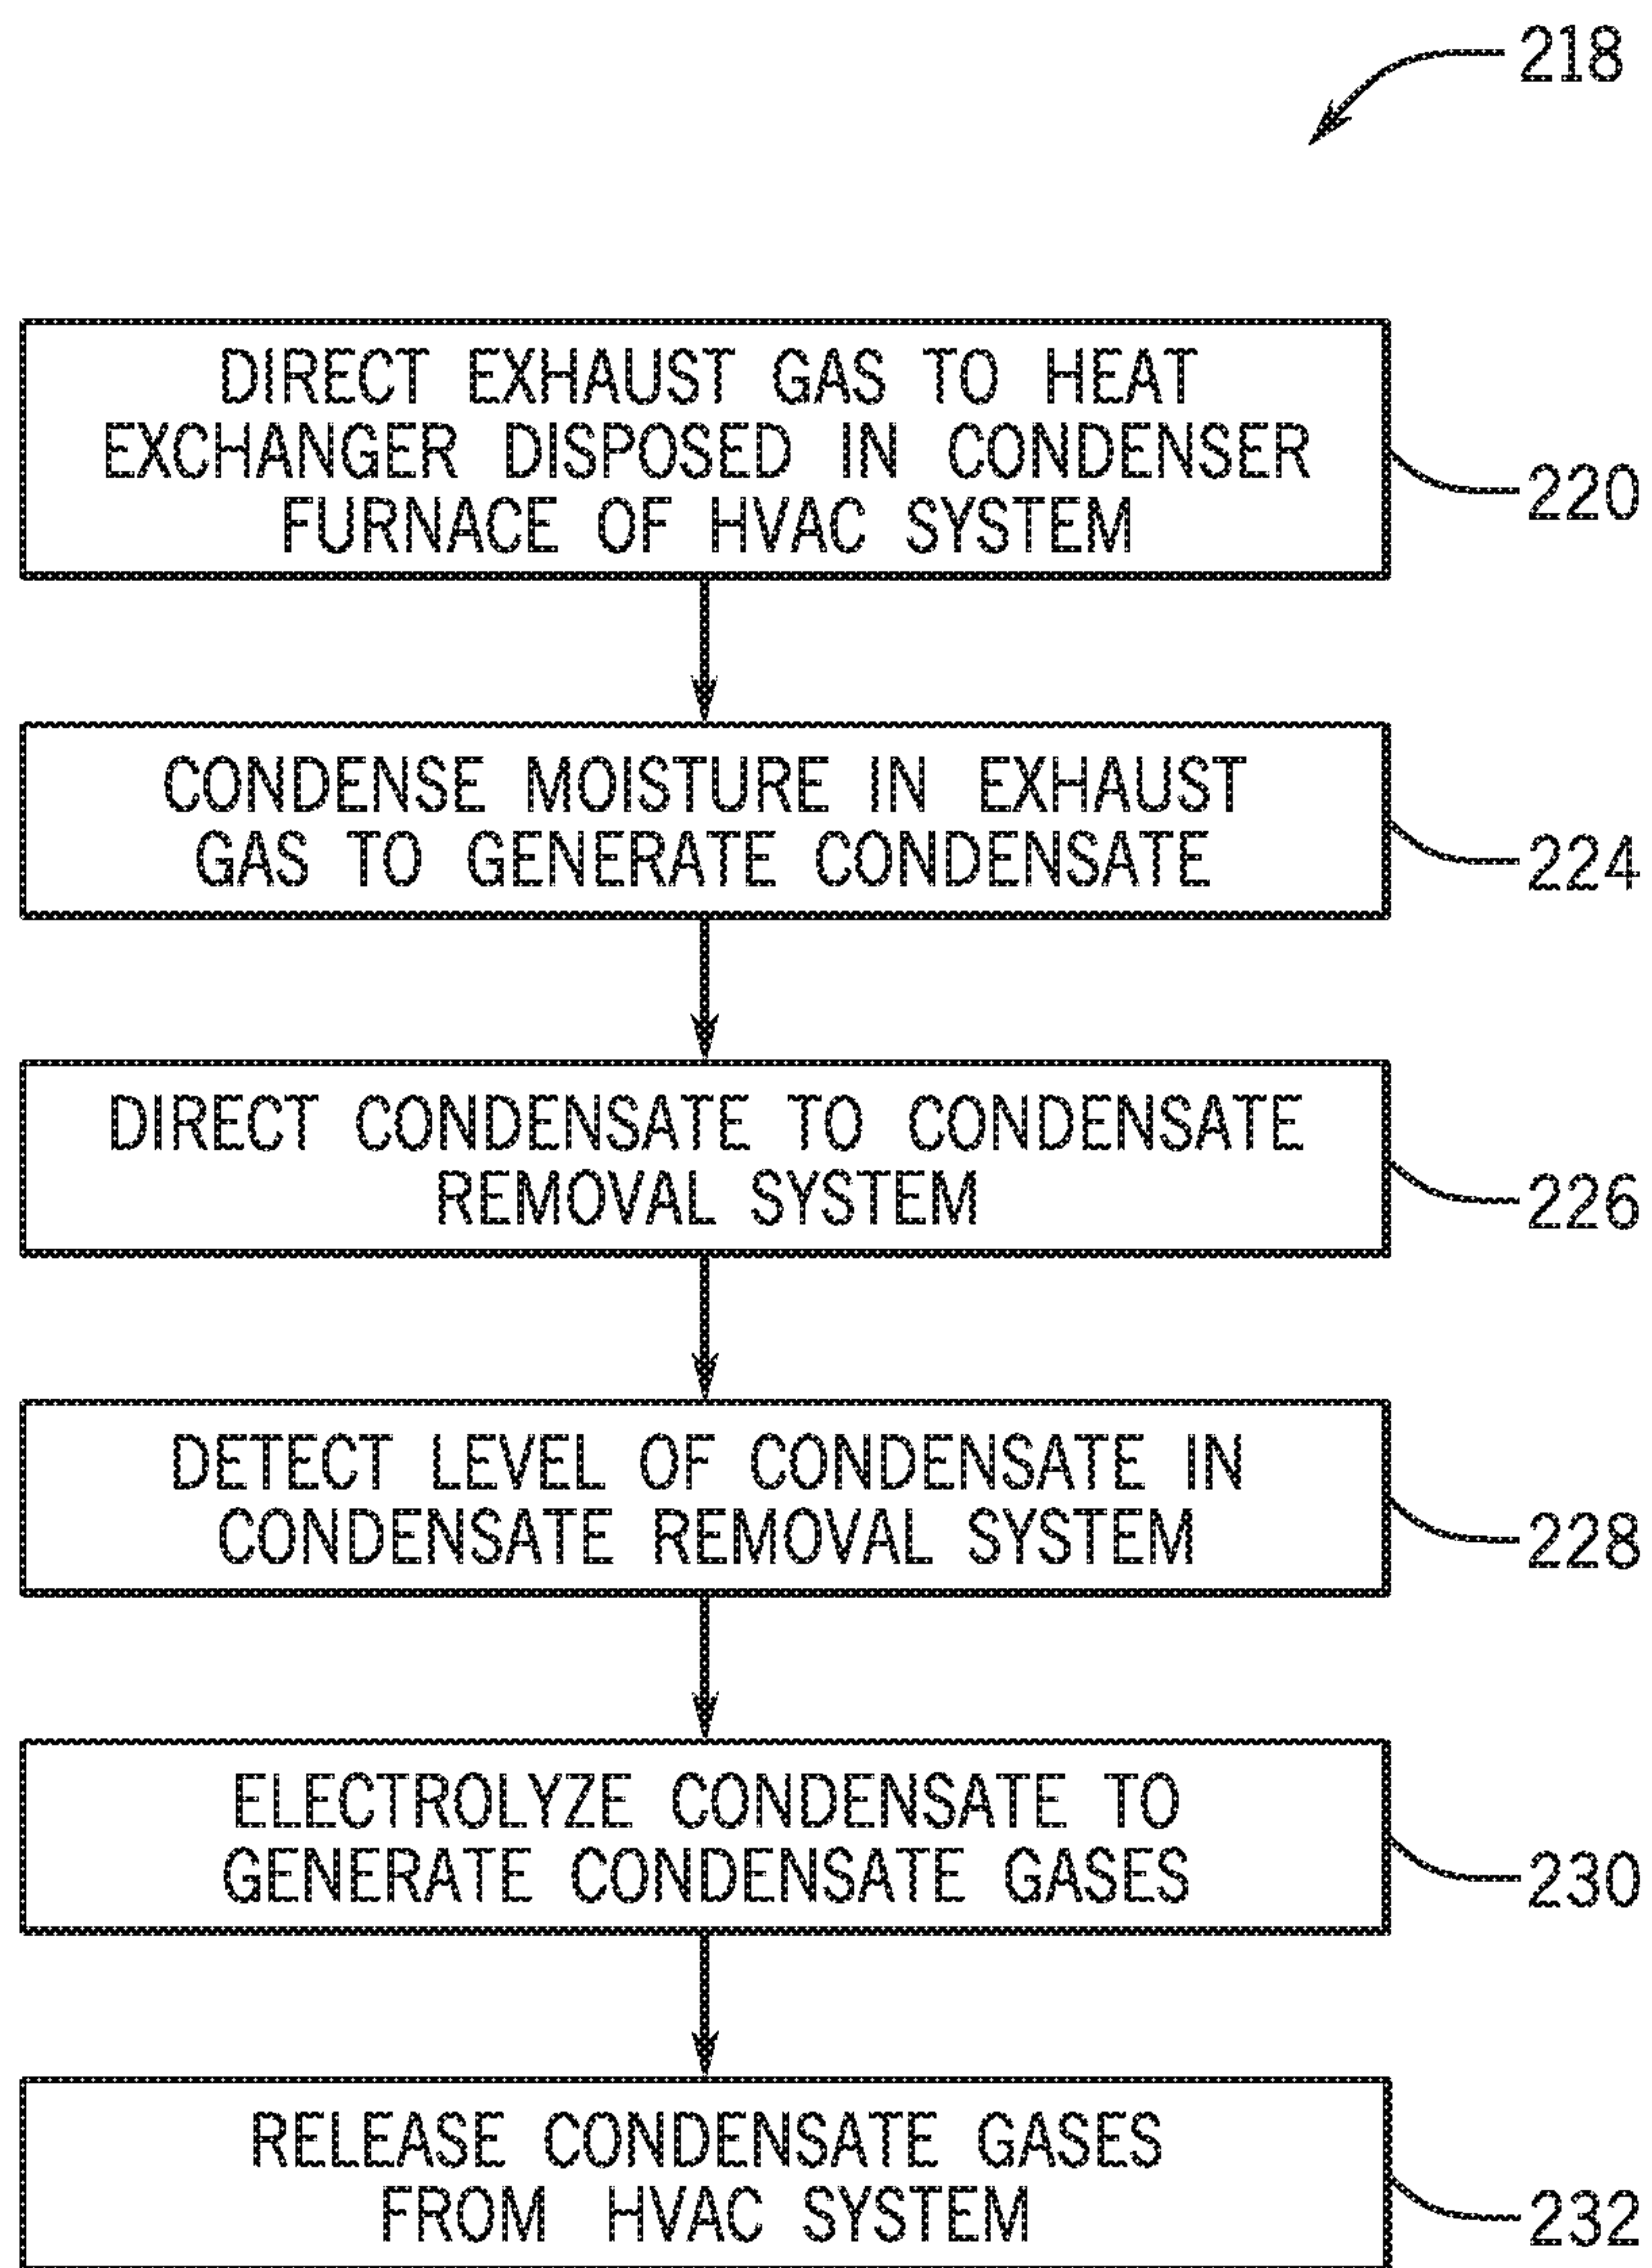 218
DIRECT EXHAUST GAS TO HEAT
EXCHANGER DISPOSED IN CONDENSER
FURNACE OF HVAC SYSTEM
220
CONDENSE MOISTURE IN EXHAUST
GAS TO GENERATE CONDENSATE
224
DIRECT CONDENSATE TO CONDENSATE
REMOVAL SYSTEM
226
DETECT LEVEL OF CONDENSATE IN
CONDENSATE REMOVAL SYSTEM
228
ELECTROLYZE CONDENSATE TO
GENERATE CONDENSATE GASES
230
RELEASE CONDENSATE GASES
FROM HVAC SYSTEM
232